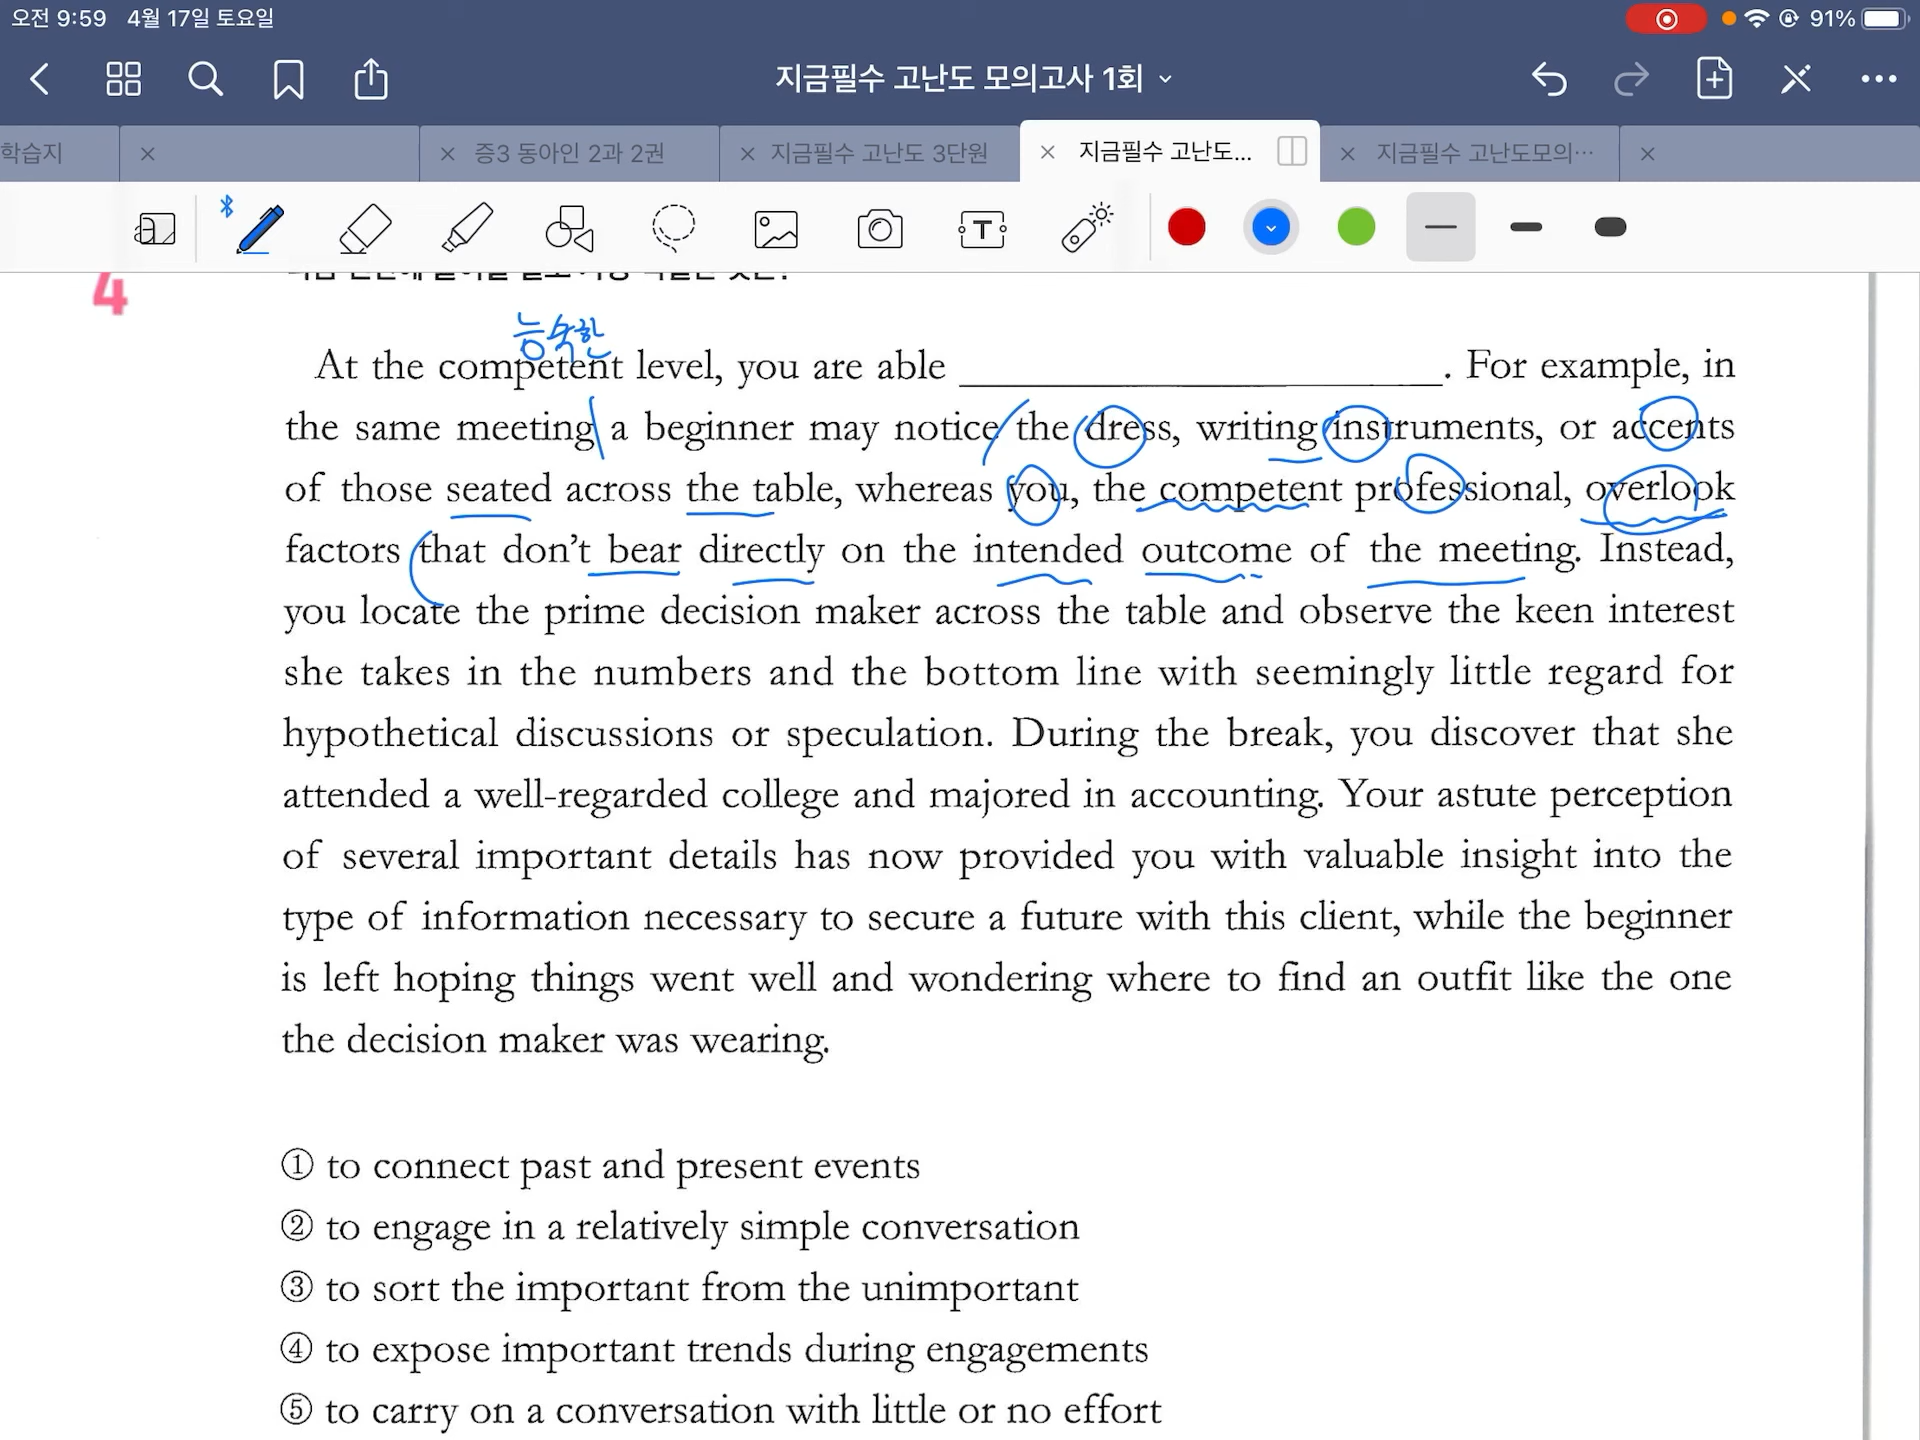 오전 9:59 4월 17일 토요일
91%
지금필수 고난도 모의고사 1회
학습지
중3 동아인 2과 2권
지금필수 고난도 3단원
지금필수 고난도...
지금필수 고난도모의...
4
능숙한
At the competent level, you are able ____________________. For example, in
the same meeting a beginner may notice the dress, writing instruments, or accents
of those seated across the table, whereas you, the competent professional, overlook
factors that don't bear directly on the intended outcome of the meeting. Instead,
you locate the prime decision maker across the table and observe the keen interest
she takes in the numbers and the bottom line with seemingly little regard for
hypothetical discussions or speculation. During the break, you discover that she
attended a well-regarded college and majored in accounting. Your astute perception
of several important details has now provided you with valuable insight into the
type of information necessary to secure a future with this client, while the beginner
is left hoping things went well and wondering where to find an outfit like the one
the decision maker was wearing.
① to connect past and present events
② to engage in a relatively simple conversation
③ to sort the important from the unimportant
④ to expose important trends during engagements
⑤ to carry on a conversation with little or no effort